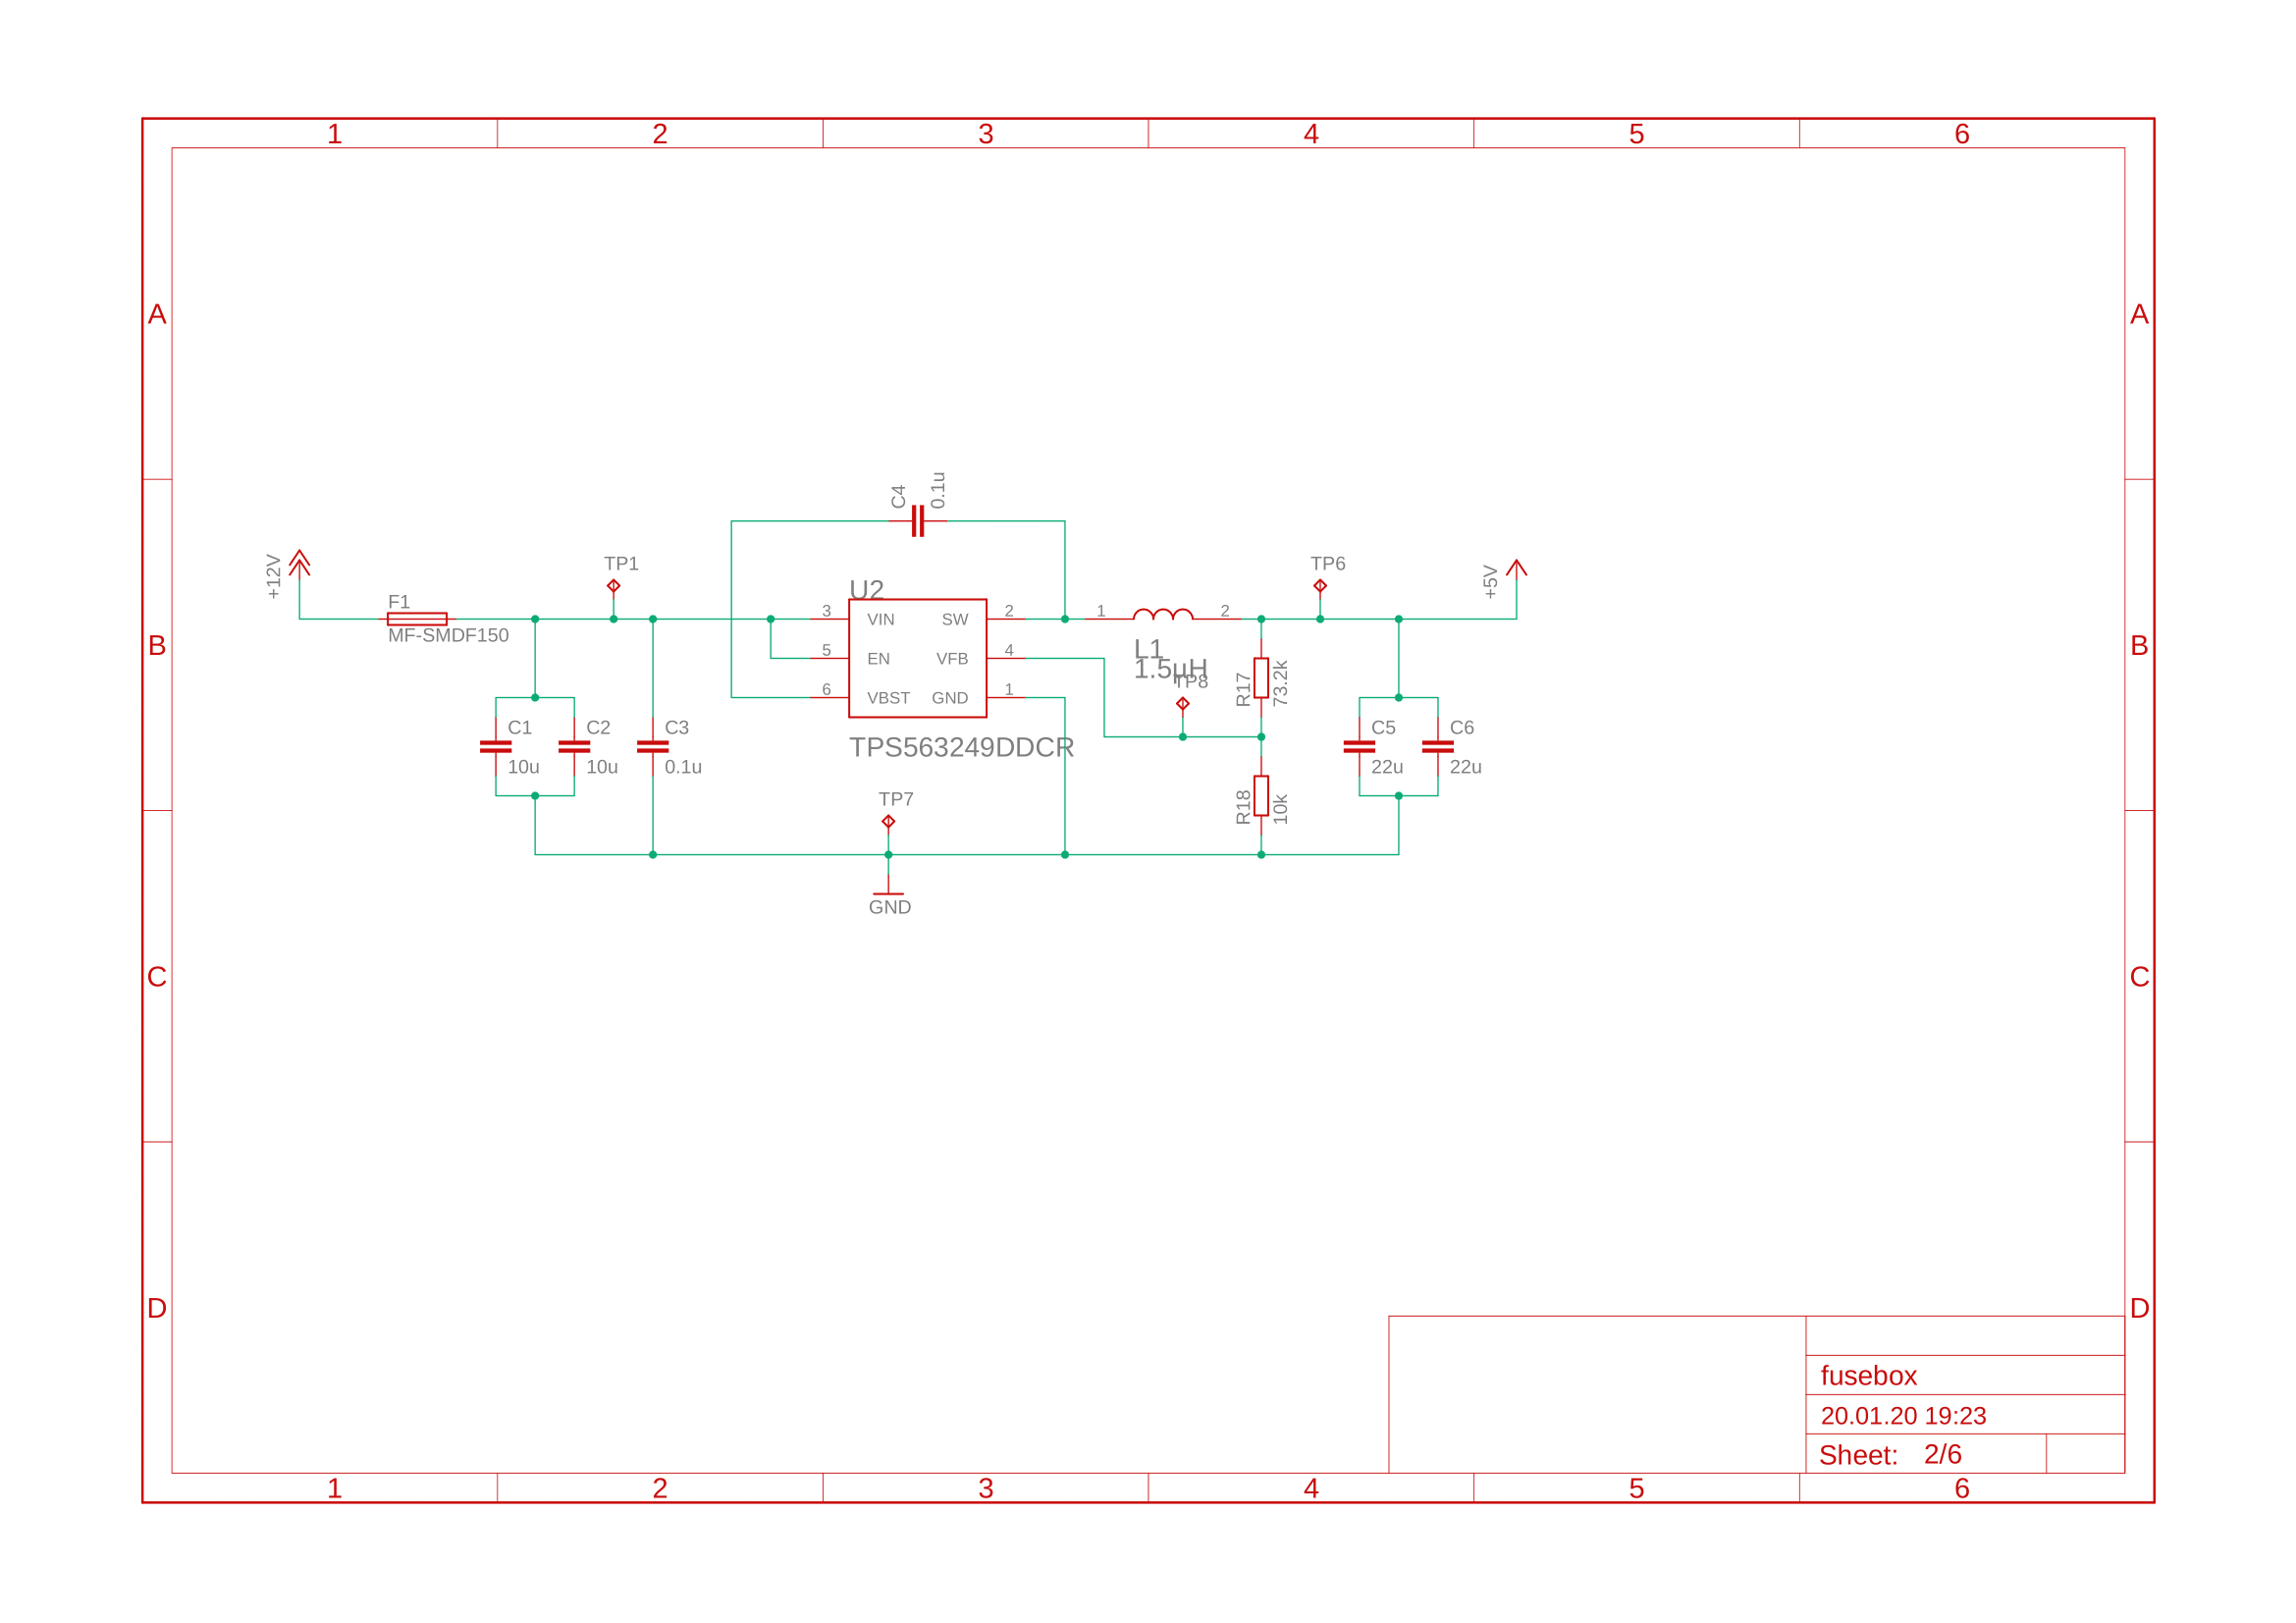 1 2 3 4 5 6
A A
C4 0.1u
+12V TP1 TP6 +5V
U2
F1 3 VIN SW 2 1 2
MF-SMDF150
L1
5 EN VFB 4
1.5µH
TP8
R17 73.2k
6 VBST GND 1
B B
C1 C2 C3 C5 C6
TPS563249DDCR
10u 10u 0.1u 22u 22u
TP7
R18 10k
GND
C C
D D
fusebox
20.01.20 19:23
Sheet: 2/6
1 2 3 4 5 6